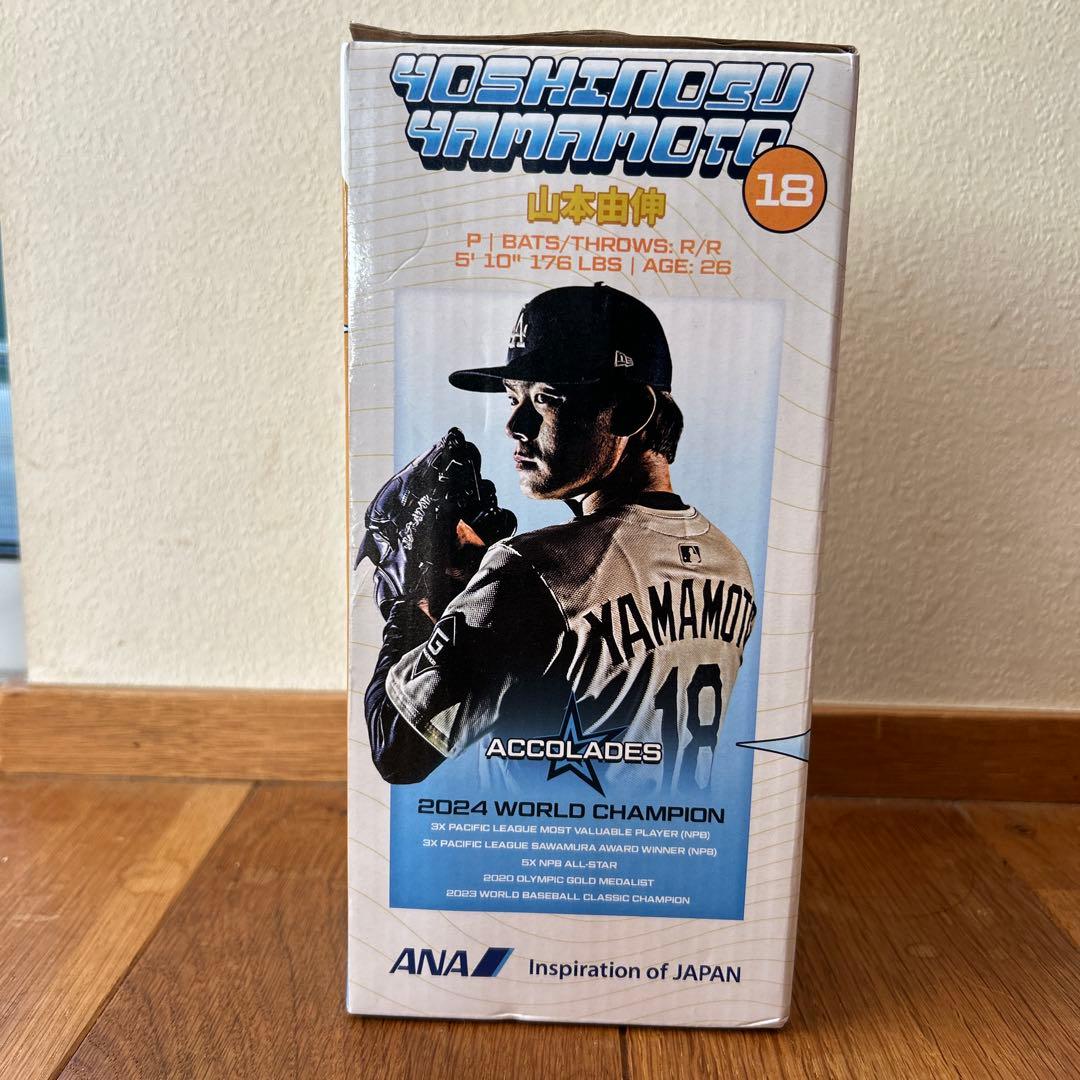 YOSHINOBU
YAMAMOTO
18
山本由伸
P | BATS/THROWS: R/R
5' 10" 176 LBS | AGE: 26
LA
YAMAMOTO
18
ACCOLADES
2024 WORLD CHAMPION
3X PACIFIC LEAGUE MOST VALUABLE PLAYER (NPB)
3X PACIFIC LEAGUE SAWAMURA AWARD WINNER (NPB)
5X NPB ALL-STAR
2020 OLYMPIC GOLD MEDALIST
2023 WORLD BASEBALL CLASSIC CHAMPION
ANA Inspiration of JAPAN